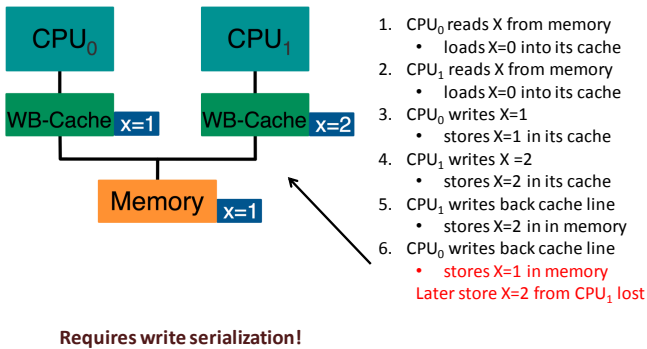 CPU₀
CPU₁
WB-Cache
x=1
WB-Cache
x=2
Memory
x=1
1. CPU₀ reads X from memory
• loads X=0 into its cache
2. CPU₁ reads X from memory
• loads X=0 into its cache
3. CPU₀ writes X=1
• stores X=1 in its cache
4. CPU₁ writes X =2
• stores X=2 in its cache
5. CPU₁ writes back cache line
• stores X=2 in in memory
6. CPU₀ writes back cache line
• stores X=1 in memory
Later store X=2 from CPU₁ lost
Requires write serialization!